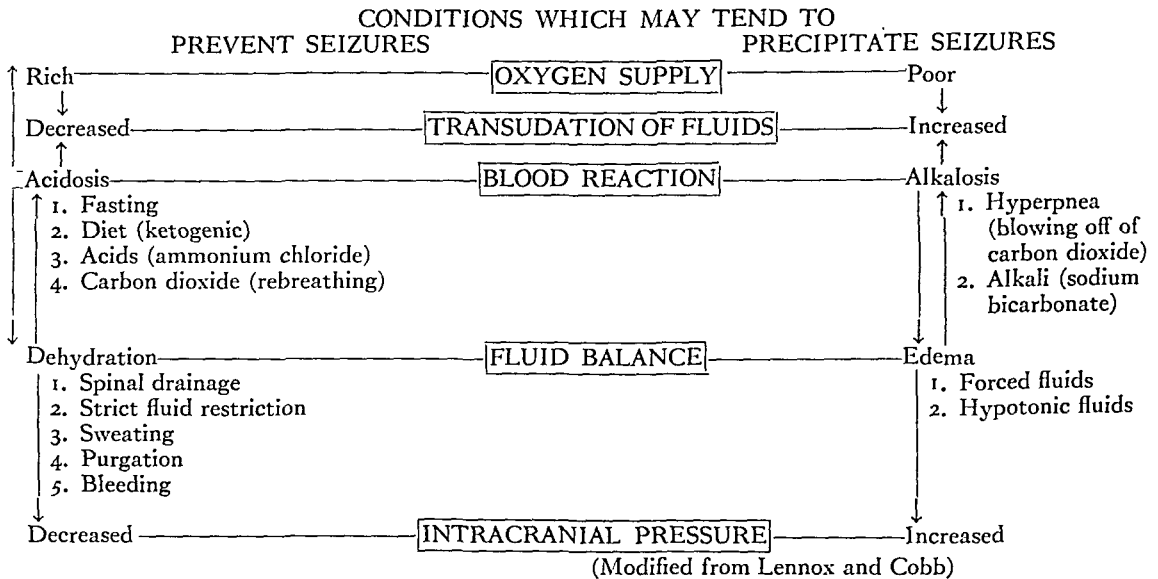 CONDITIONS WHICH MAY TEND TO
PREVENT SEIZURES PRECIPITATE SEIZURES
Rich OXYGEN SUPPLY Poor
Decreased TRANSUDATION OF FLUIDS Increased
Acidosis BLOOD REACTION Alkalosis
1. Fasting
2. Diet (ketogenic)
3. Acids (ammonium chloride)
4. Carbon dioxide (rebreathing)
1. Hyperpnea
(blowing off of
carbon dioxide)
2. Alkali (sodium
bicarbonate)
Dehydration FLUID BALANCE Edema
1. Spinal drainage
2. Strict fluid restriction
3. Sweating
4. Purgation
5. Bleeding
1. Forced fluids
2. Hypotonic fluids
Decreased INTRACRANIAL PRESSURE Increased
(Modified from Lennox and Cobb)